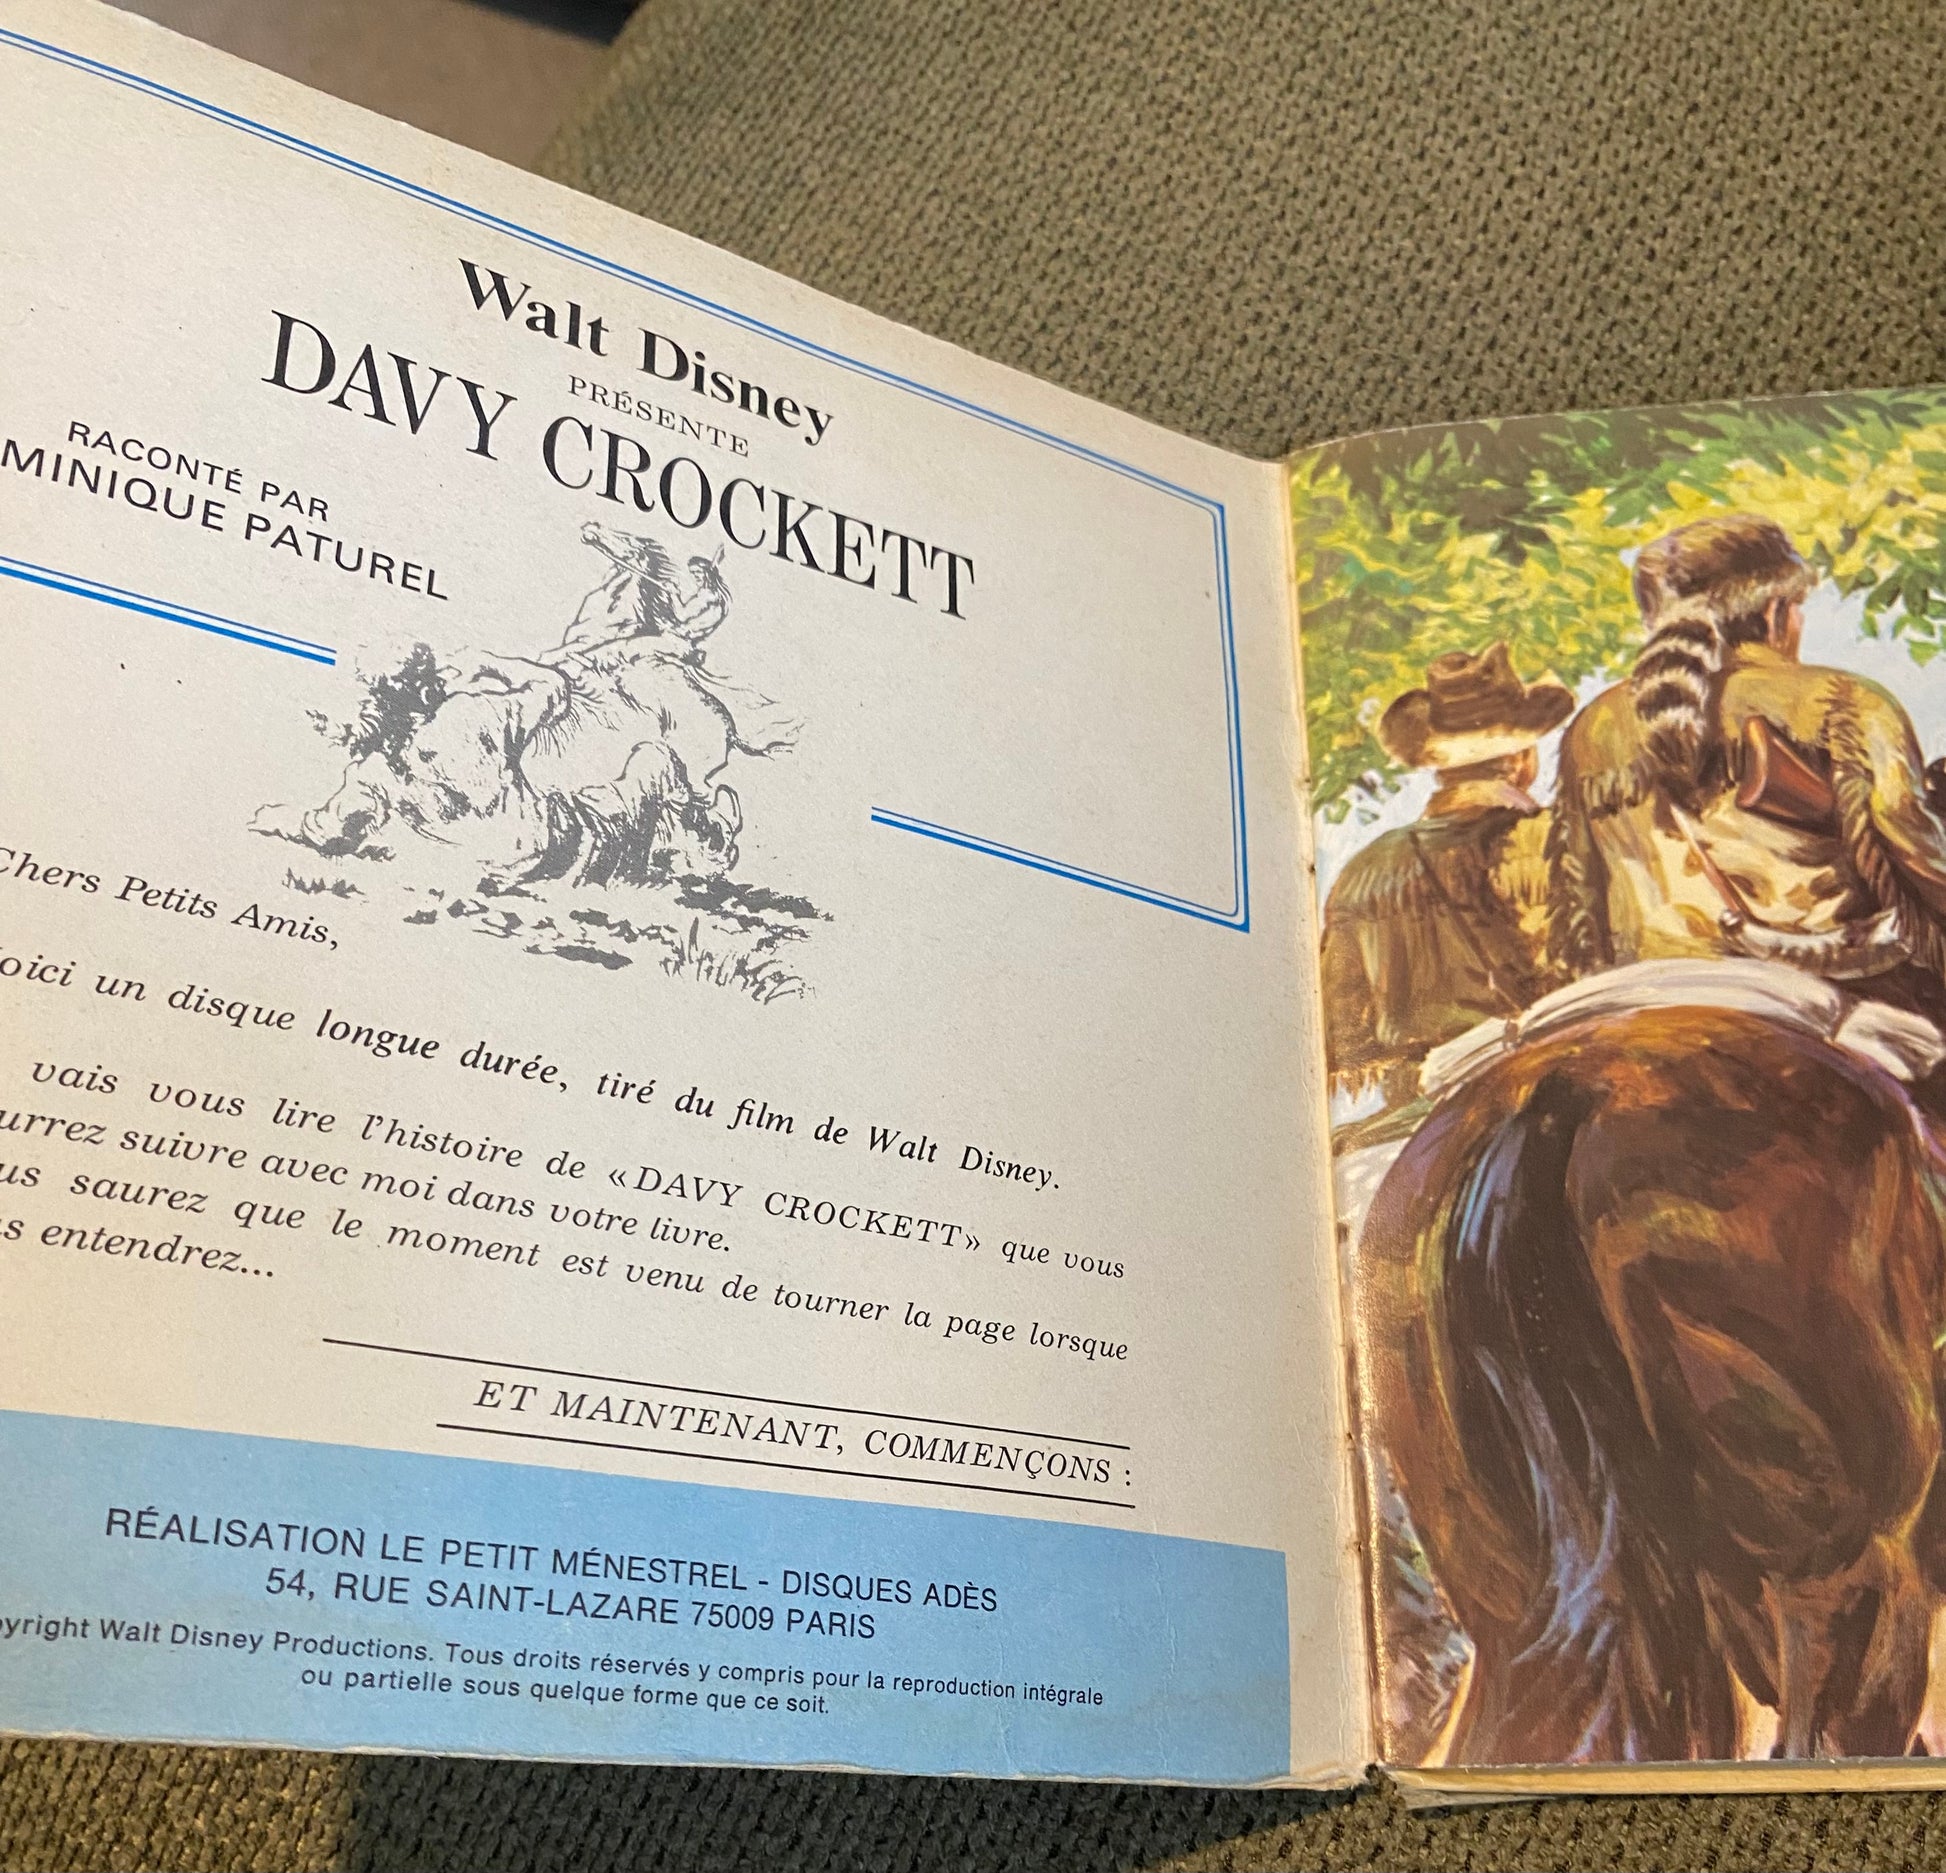 Walt Disney
PRÉSENTE
DAVY CROCKETT
RACONTÉ PAR
MINIQUE PATUREL
Chers Petits Amis,
oici un disque longue durée, tiré du film de Walt Disney.
vais vous lire l'histoire de «DAVY CROCKETT» que vous
urrez suivre avec moi dans votre livre.
us saurez que le moment est venu de tourner la page lorsque
s entendrez...
ET MAINTENANT, COMMENÇONS :
RÉALISATION LE PETIT MÉNESTREL - DISQUES ADÈS
54, RUE SAINT-LAZARE 75009 PARIS
pyright Walt Disney Productions. Tous droits réservés y compris pour la reproduction intégrale
ou partielle sous quelque forme que ce soit.